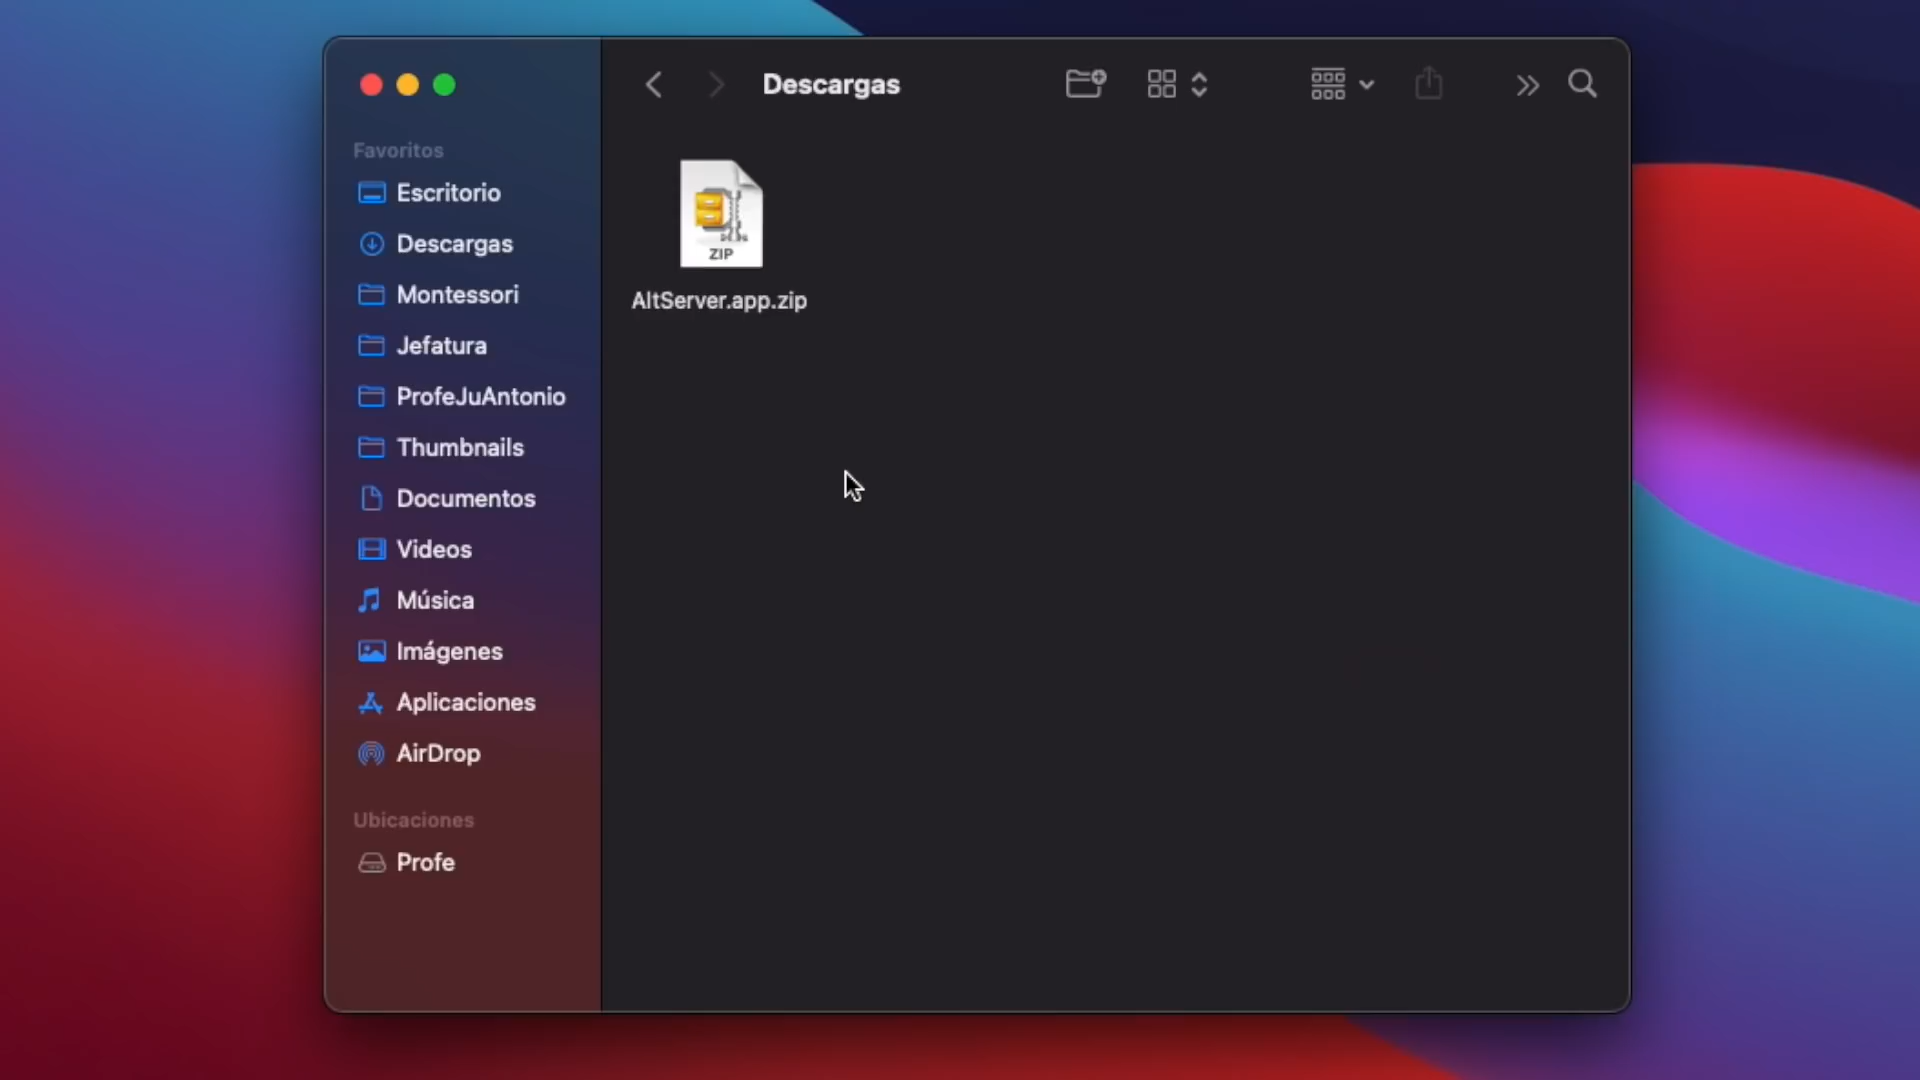 Descargas
Favoritos
Escritorio
Descargas
Montessori
Jefatura
ProfeJuAntonio
Thumbnails
Documentos
Videos
Música
Imágenes
Aplicaciones
AirDrop
Ubicaciones
Profe
ZIP
AltServer.app.zip